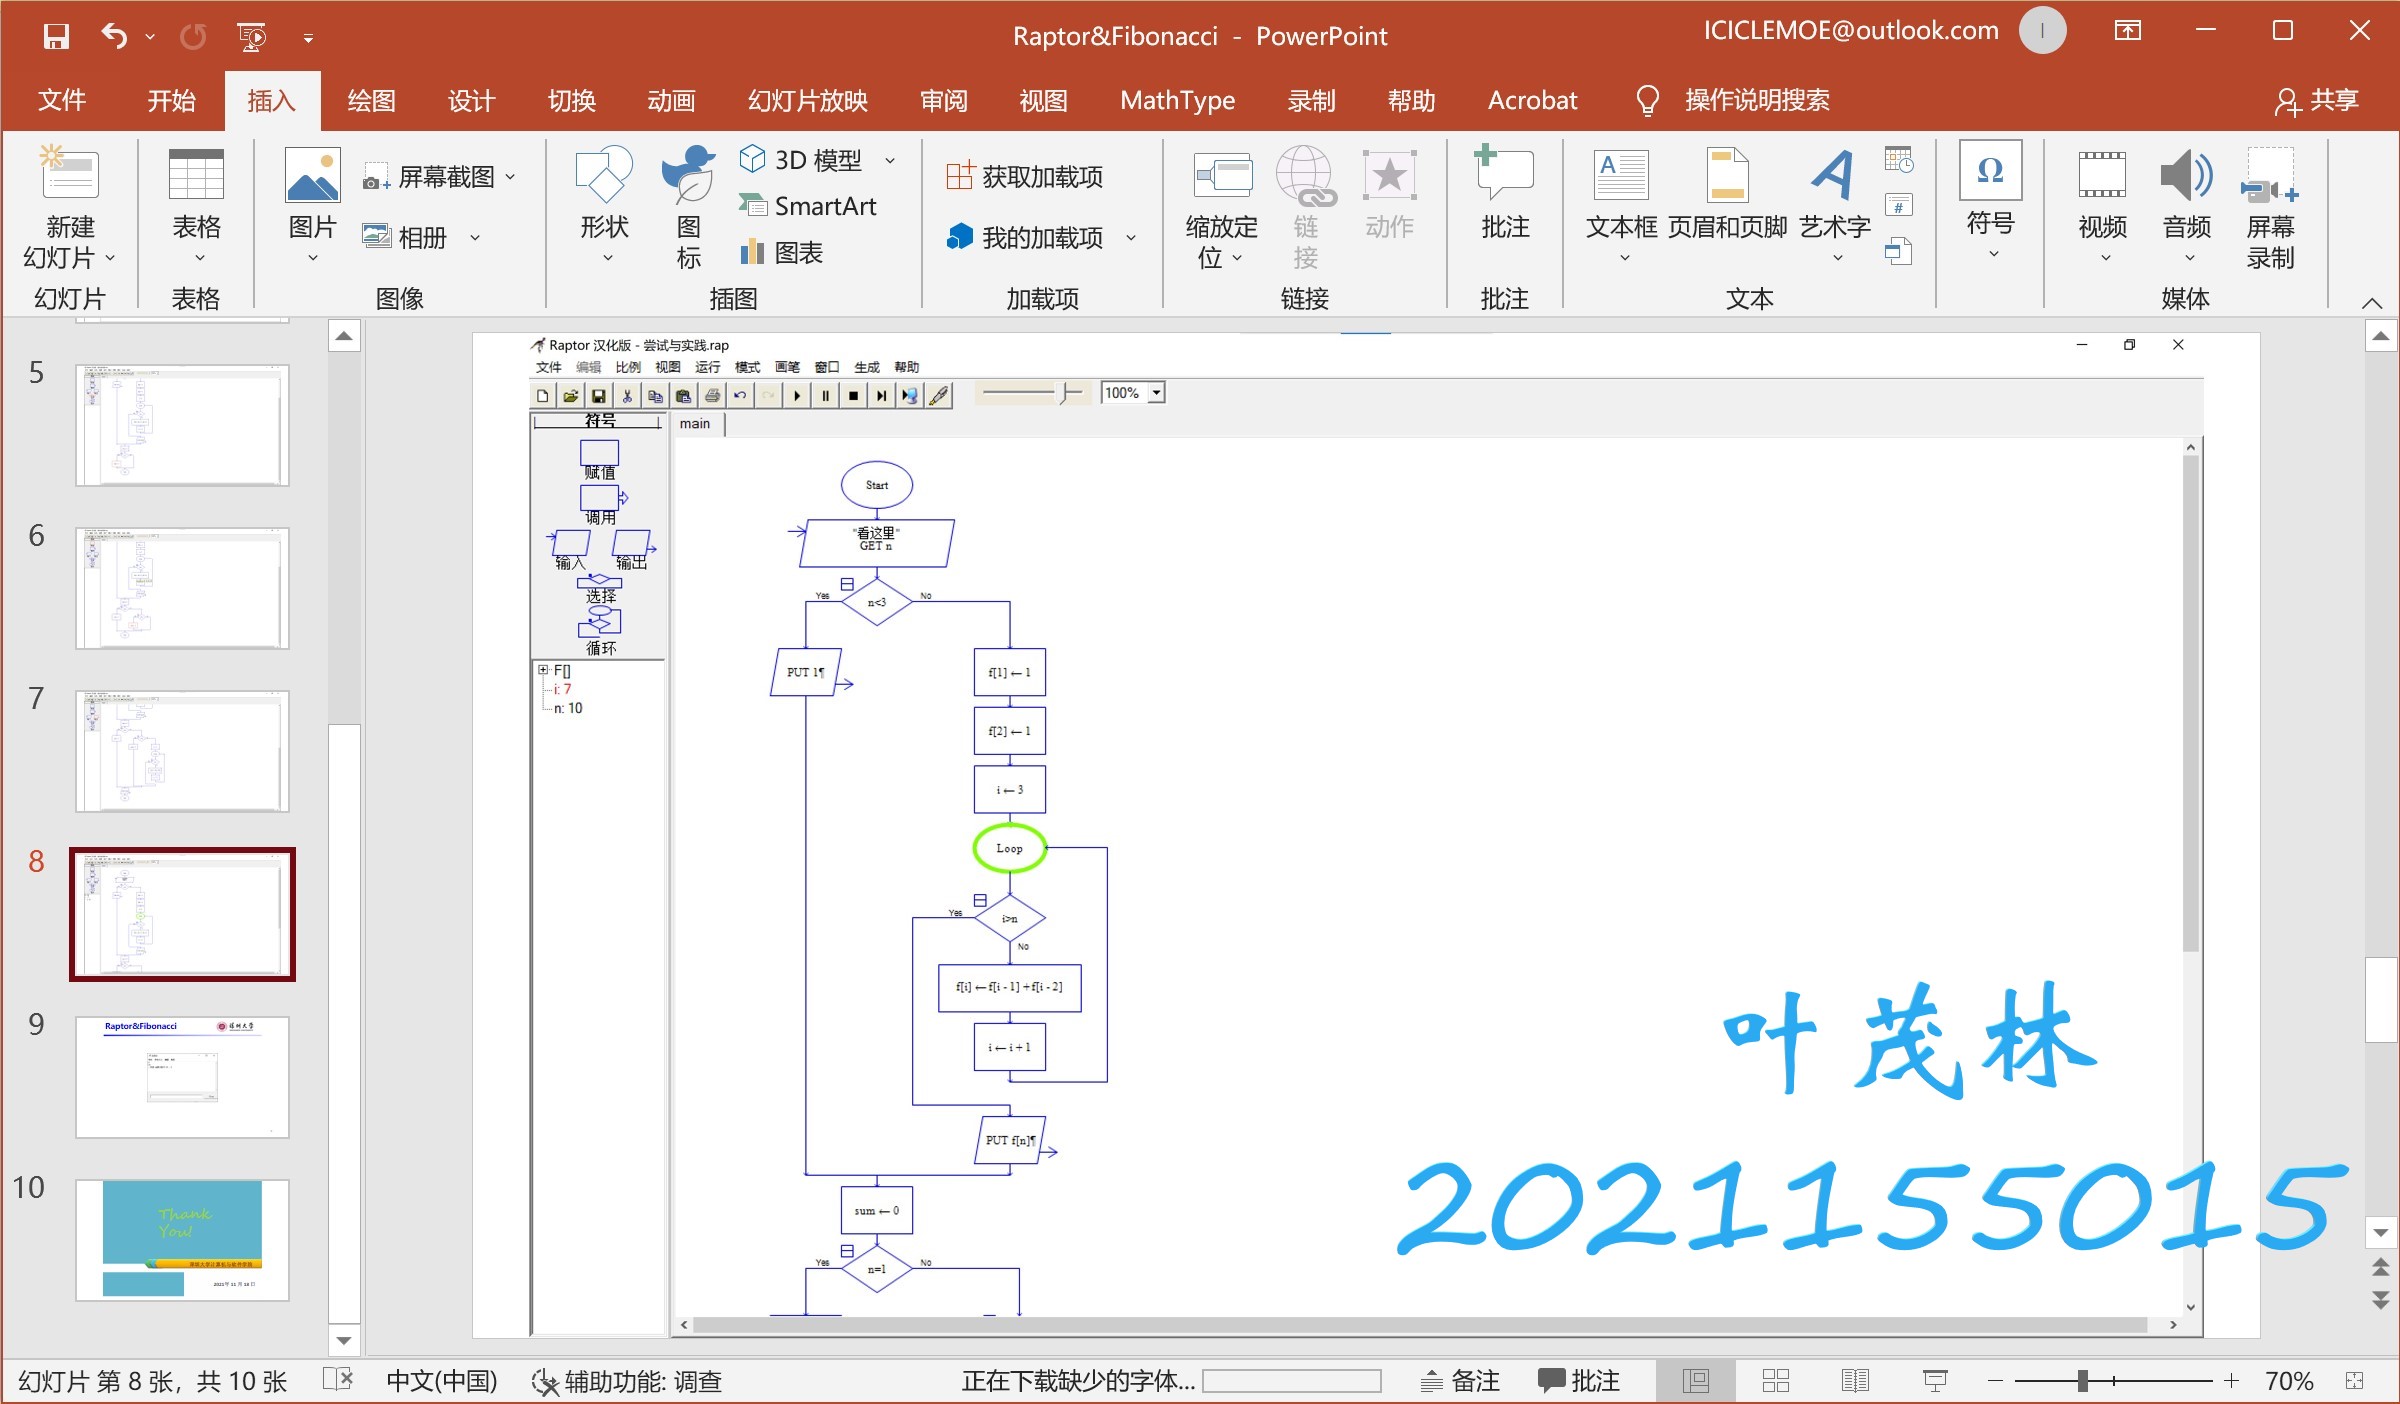 Raptor&Fibonacci - PowerPoint
ICICLEMOE@outlook.com
I
文件 开始 插入 绘图 设计 切换 动画 幻灯片放映 审阅 视图 MathType 录制 帮助 Acrobat 操作说明搜索 共享
新建
幻灯片
表格
图片
屏幕截图
相册
形状
图
标
3D 模型
SmartArt
图表
获取加载项
我的加载项
缩放定
位
链
接
动作
批注
文本框
页眉和页脚
艺术字
符号
视频
音频
屏幕
录制
幻灯片 表格 图像 插图 加载项 链接 批注 文本 媒体
5
6
7
8
9
Raptor&Fibonacci
10
Thank
You!
Raptor 汉化版 - 尝试与实践.rap
文件 编辑 比例 视图 运行 模式 画笔 窗口 生成 帮助
100%
符号
main
赋值
调用
输入 输出
选择
循环
F[]
i: 7
n: 10
Start
"看这里"
GET n
Yes n<3 No
PUT 1¶
f[1] ← 1
f[2] ← 1
i ← 3
Loop
Yes i>n
No
f[i] ← f[i - 1] + f[i - 2]
i ← i + 1
PUT f[n]¶
sum ← 0
Yes n=1 No
叶茂林
2021155015
幻灯片 第 8 张，共 10 张 中文(中国) 辅助功能: 调查 正在下载缺少的字体... 备注 批注 70%